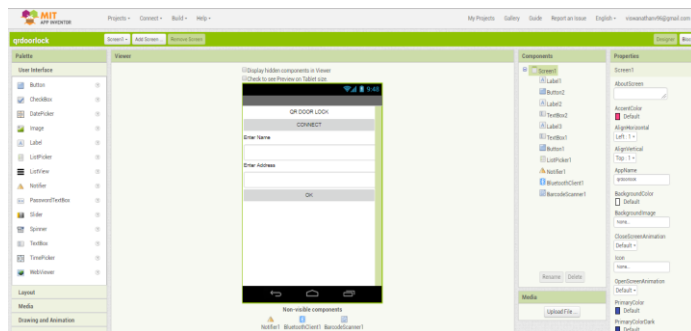 MIT
APP INVENTOR
Projects Connect Build Help
My Projects Gallery Guide Report an Issue English
qrdoorlock
Screen1 Add Screen ... Remove Screen
Designer
Palette
User Interface
Button
CheckBox
DatePicker
Image
Label
ListPicker
ListView
Notifier
PasswordTextBox
Slider
Spinner
TextBox
TimePicker
WebViewer
Layout
Media
Drawing and Animation
Viewer
Display hidden components in Viewer
Check to see Preview on Tablet size.
9:48
QR DOOR LOCK
CONNECT
Enter Name
Enter Address
OK
Non-visible components
Notifier1 BluetoothClient1 BarcodeScanner1
Components
Screen1
Label1
Button2
Label2
TextBox2
Label3
TextBox1
Button1
ListPicker1
Notifier1
BluetoothClient1
BarcodeScanner1
Rename Delete
Media
Upload File ...
Properties
Screen1
AboutScreen
AccentColor
Default
AlignHorizontal
Left : 1
AlignVertical
Top : 1
AppName
BackgroundColor
Default
BackgroundImage
None...
CloseScreenAnimation
Default
Icon
None...
OpenScreenAnimation
Default
PrimaryColor
Default
PrimaryColorDark
Default